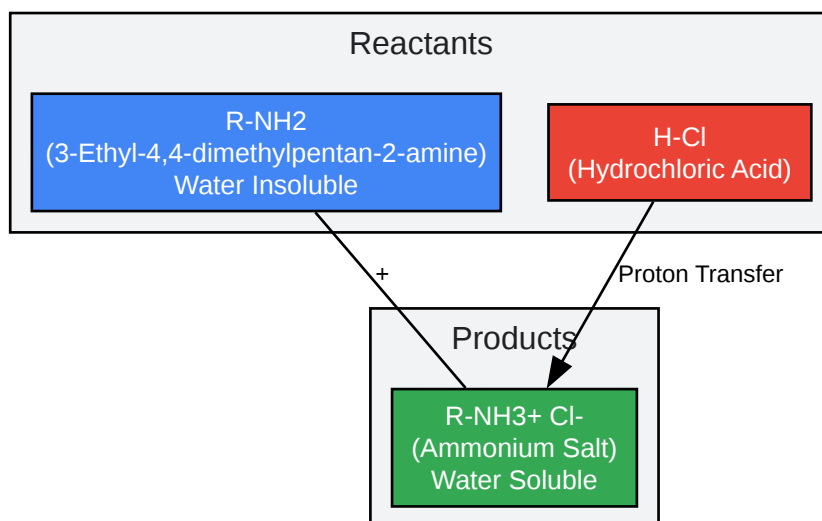 Reactants
R-NH2
(3-Ethyl-4,4-dimethylpentan-2-amine)
Water Insoluble
H-Cl
(Hydrochloric Acid)
+
Proton Transfer
Products
R-NH3+ Cl-
(Ammonium Salt)
Water Soluble